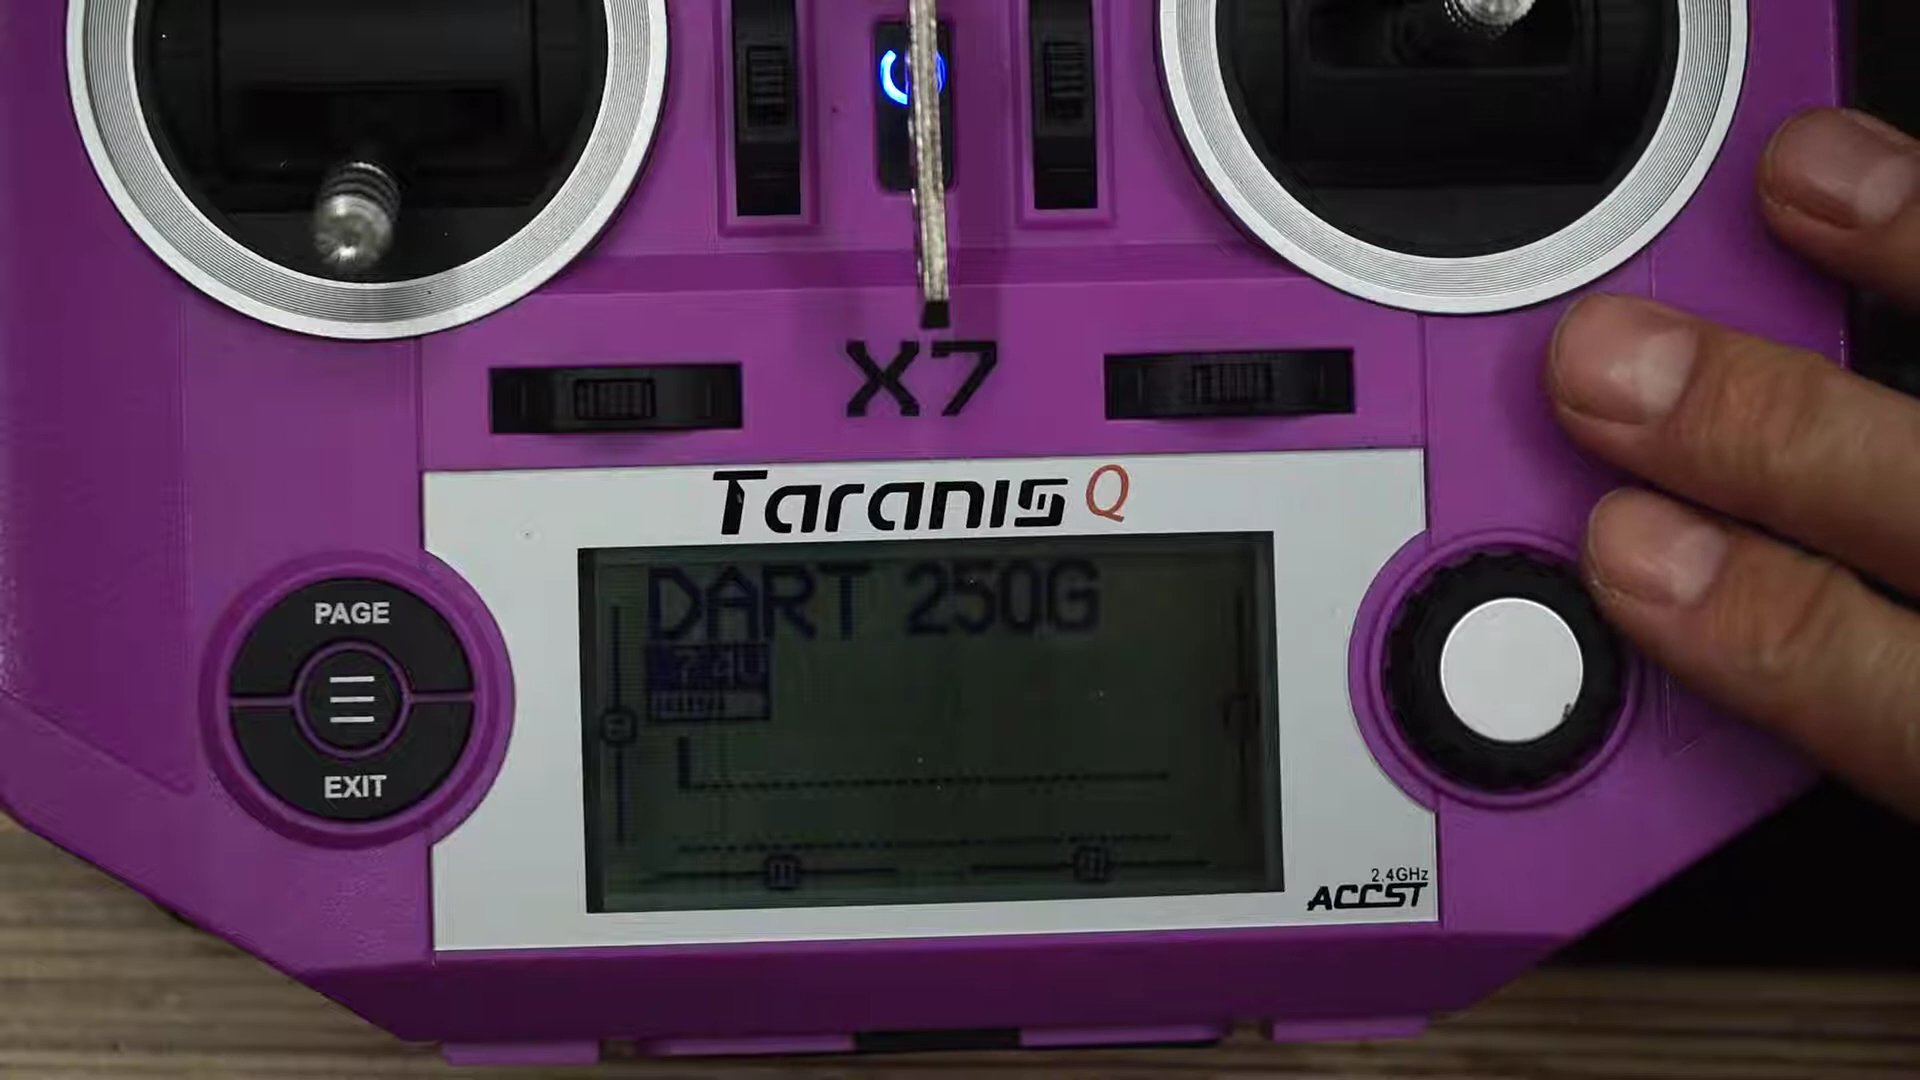 X7
Taranis Q
PAGE
EXIT
DART 250G
2.4GHz
ACCST